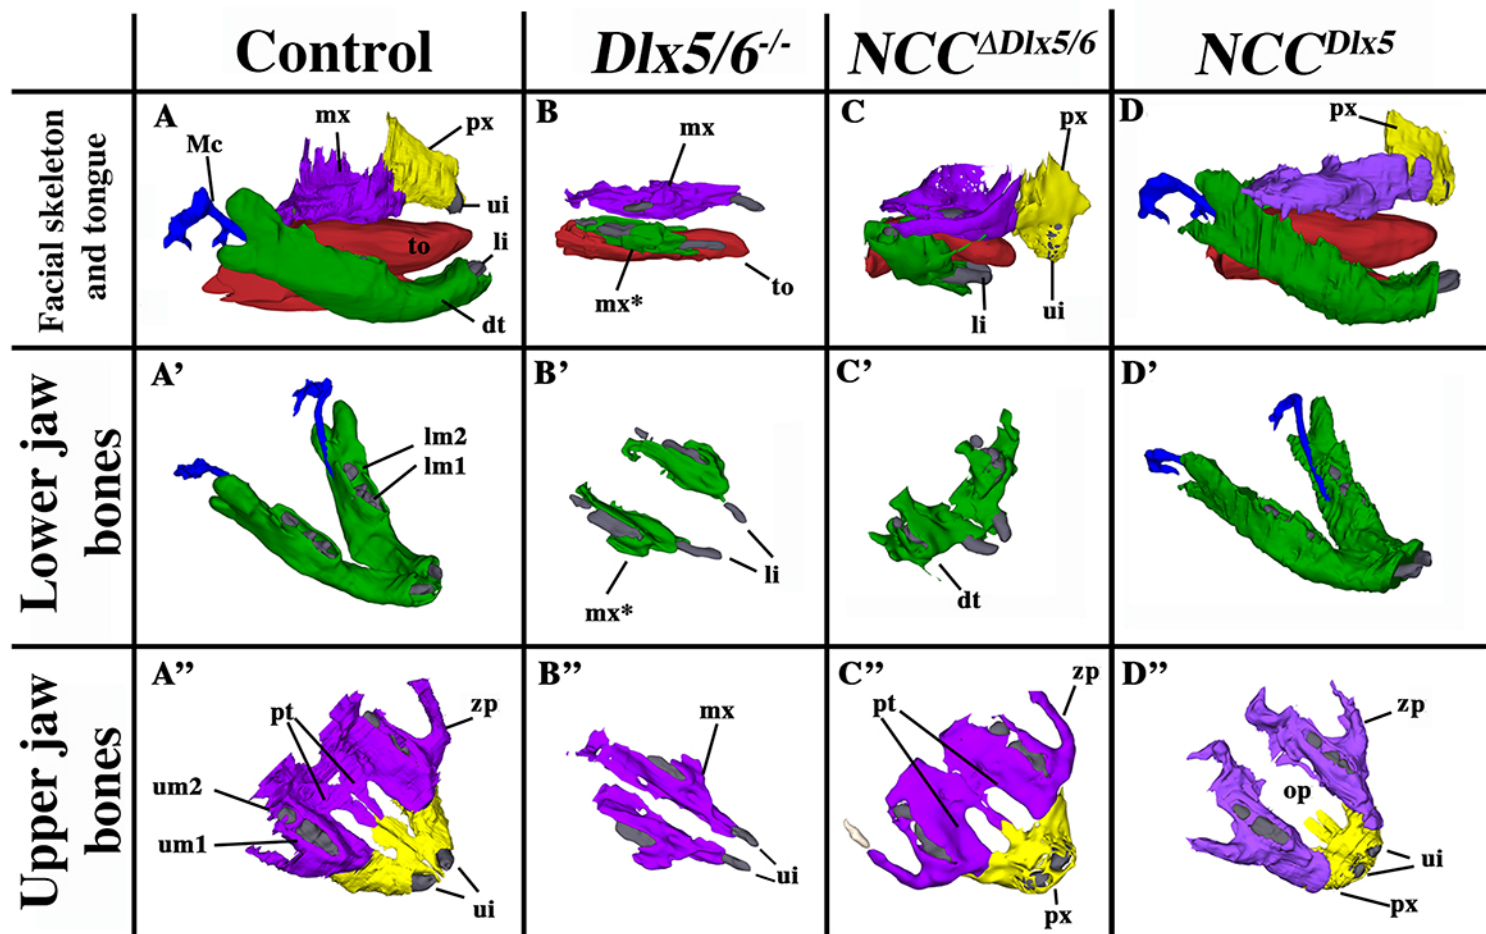 Control
Dlx5/6-/-
NCCΔDlx5/6
NCCDlx5
Facial skeleton
and tongue
A
Mc
mx
px
ui
li
to
dt
B
mx
mx*
to
C
px
li
ui
D
px
Lower jaw
bones
A’
lm2
lm1
B’
li
mx*
C’
dt
D’
Upper jaw
bones
A”
pt
zp
um2
um1
ui
B”
mx
ui
C”
pt
zp
px
D”
zp
op
ui
px